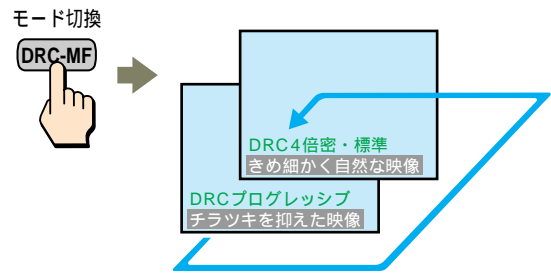 モード切換
DRC-MF
DRC4倍密・標準
きめ細かく自然な映像
DRCプログレッシブ
チラツキを抑えた映像